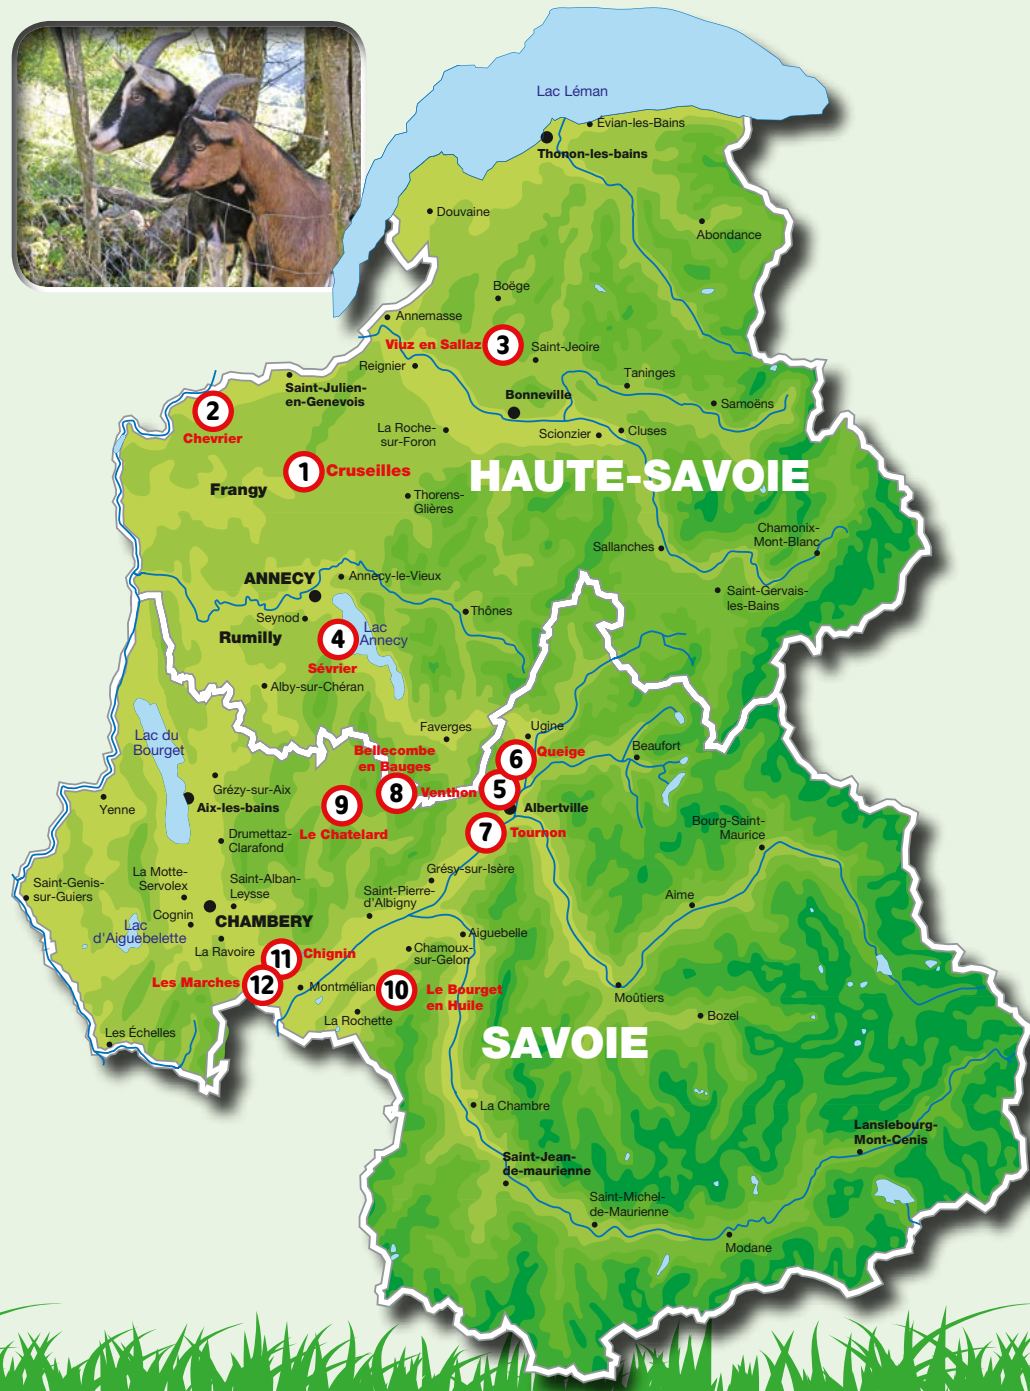 Lac Léman
Évian-les-Bains
Thonon-les-bains
Douvaine
Abondance
Boëge
Annemasse
Viuz en Sallaz
3
Saint-Jeoire
Reignier
Taninges
Saint-Julien-
en-Genevois
Bonneville
Samoëns
2
Chevrier
La Roche-
sur-Foron
Scionzier
Cluses
1
Cruseilles
HAUTE-SAVOIE
Frangy
Thorens-
Glières
Chamonix-
Mont-Blanc
Sallanches
ANNECY
Annecy-le-Vieux
Saint-Gervais-
les-Bains
Seynod
Thônes
Rumilly
4
Lac
Annecy
Sévrier
Alby-sur-Chéran
Faverges
Ugine
Lac du
Bourget
Bellecombe
en Bauges
6
Queige
Beaufort
Grézy-sur-Aix
8
Venthon
5
Yenne
Aix-les-bains
9
Albertville
Le Chatelard
7
Tournon
Drumettaz-
Clarafond
Bourg-Saint-
Maurice
Grésy-sur-Isère
La Motte-
Servolex
Saint-Alban-
Leysse
Saint-Genis-
sur-Guiers
Saint-Pierre-
d'Albigny
Aime
Cognin
CHAMBERY
Lac
d'Aiguebelette
Aiguebelle
La Ravoire
11
Chignin
Chamoux-
sur-Gelon
Les Marches
12
Montmélian
10
Le Bourget
en Huile
Moûtiers
La Rochette
Bozel
Les Échelles
SAVOIE
La Chambre
Lanslebourg-
Mont-Cenis
Saint-Jean-
de-maurienne
Saint-Michel-
de-Maurienne
Modane